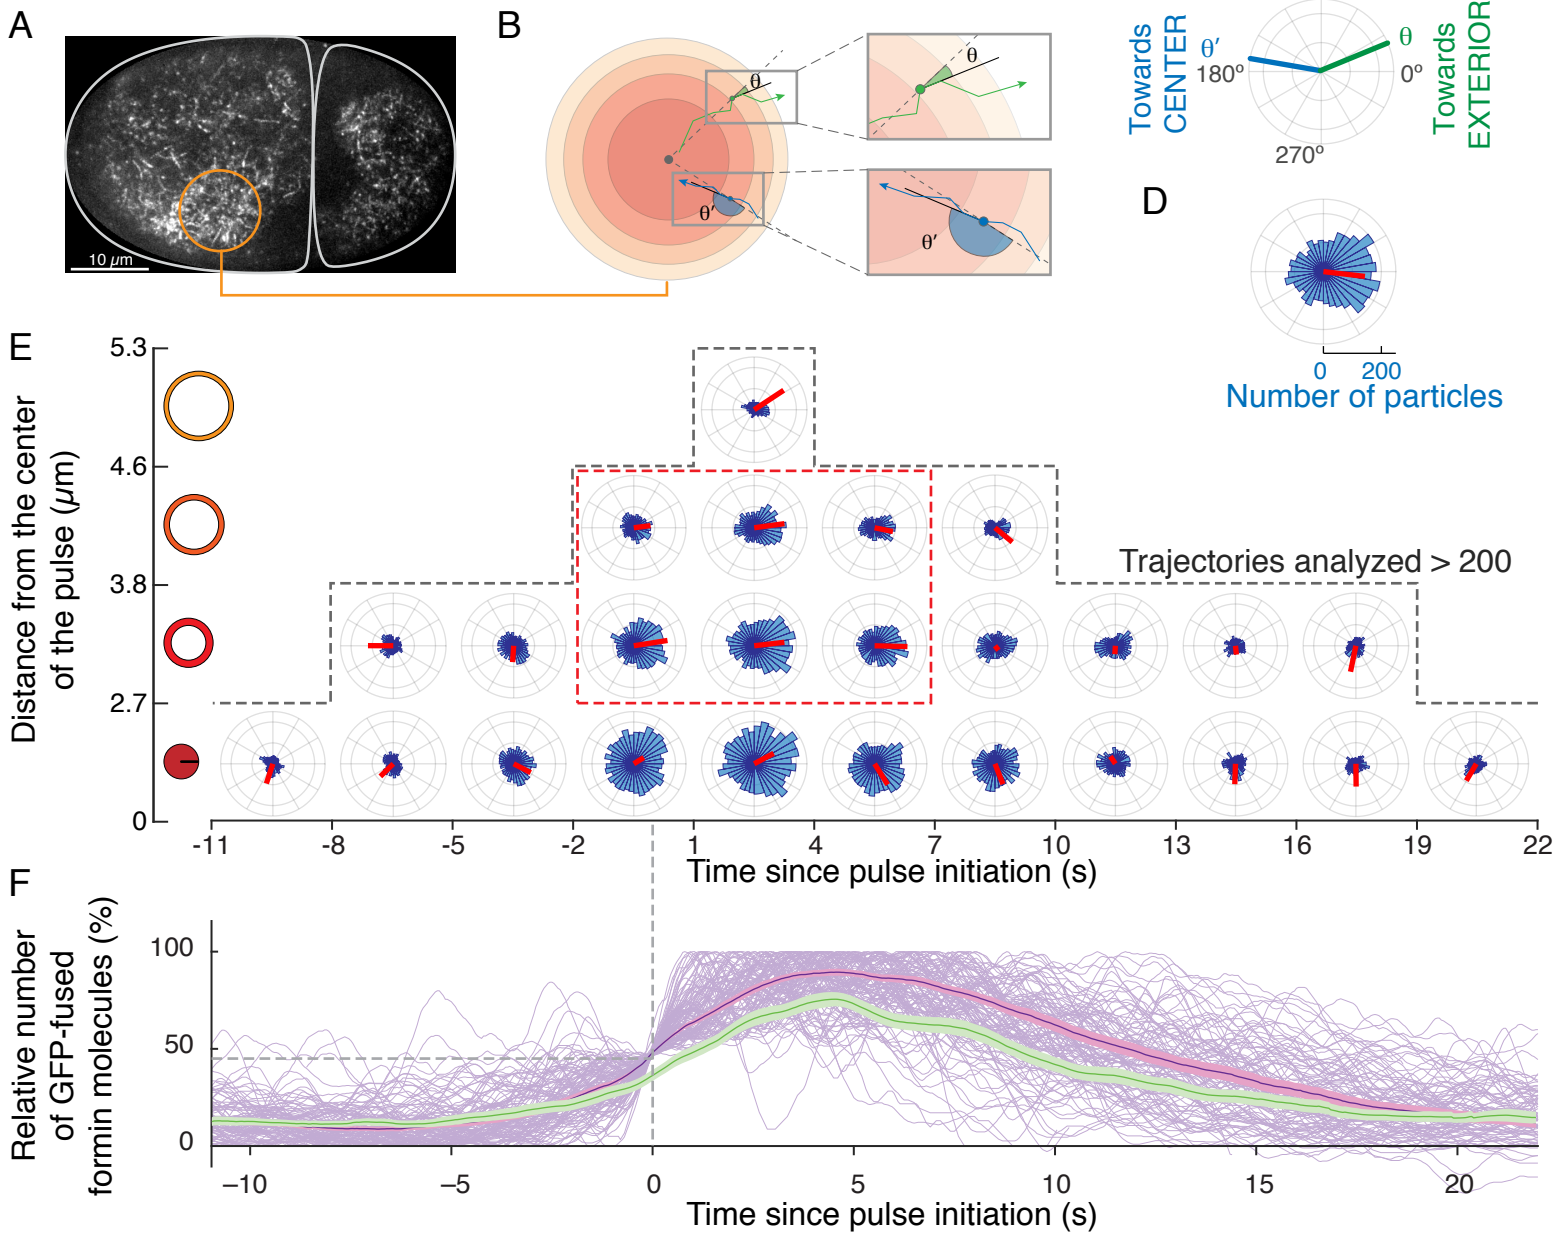 A
10 µm
B
θ
θ′
θ
θ′
Towards
CENTER
θ′
180º
θ
0º
270º
Towards
EXTERIOR
D
0 200
Number of particles
E
Distance from the center
of the pulse (µm)
5.3
4.6
3.8
2.7
0
Trajectories analyzed > 200
-11 -8 -5 -2 1 4 7 10 13 16 19 22
Time since pulse initiation (s)
F
Relative number
of GFP-fused
formin molecules (%)
100
50
0
−10 −5 0 5 10 15 20
Time since pulse initiation (s)